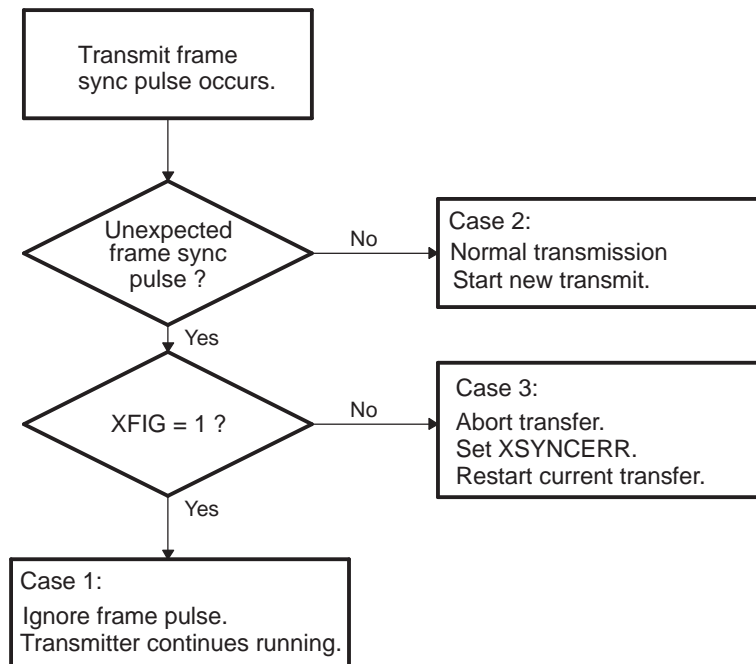 Transmit frame
sync pulse occurs.
Unexpected
frame sync
pulse ?
No
Case 2:
Normal transmission
Start new transmit.
Yes
XFIG = 1 ?
No
Case 3:
Abort transfer.
Set XSYNCERR.
Restart current transfer.
Yes
Case 1:
Ignore frame pulse.
Transmitter continues running.